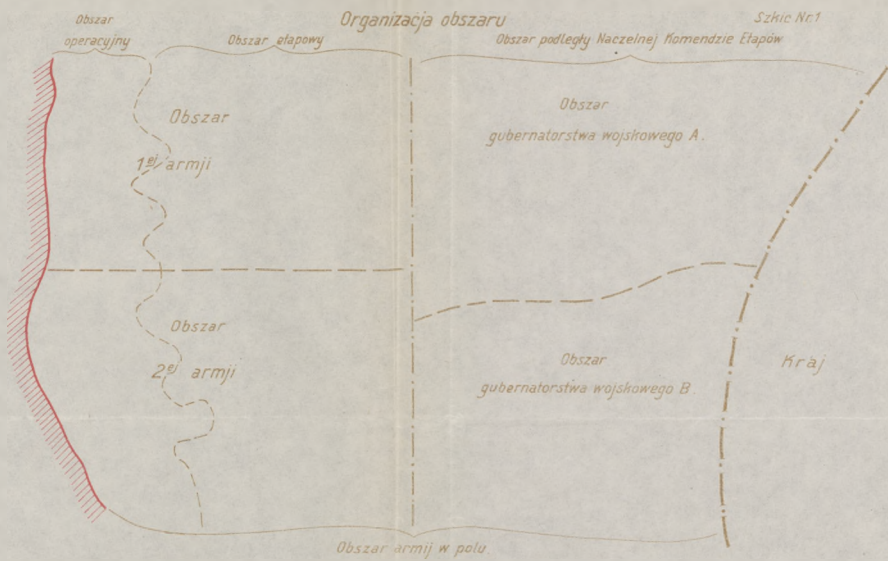 Organizacja obszaru
Szkic Nr.1
Obszar
operacyjny
Obszar etapowy
Obszar podległy Naczelnej Komendzie Etapów
Obszar
1ej armji
Obszar
gubernatorstwa wojskowego A.
Obszar
2ej armji
Obszar
gubernatorstwa wojskowego B.
Kraj
Obszar armij w polu.